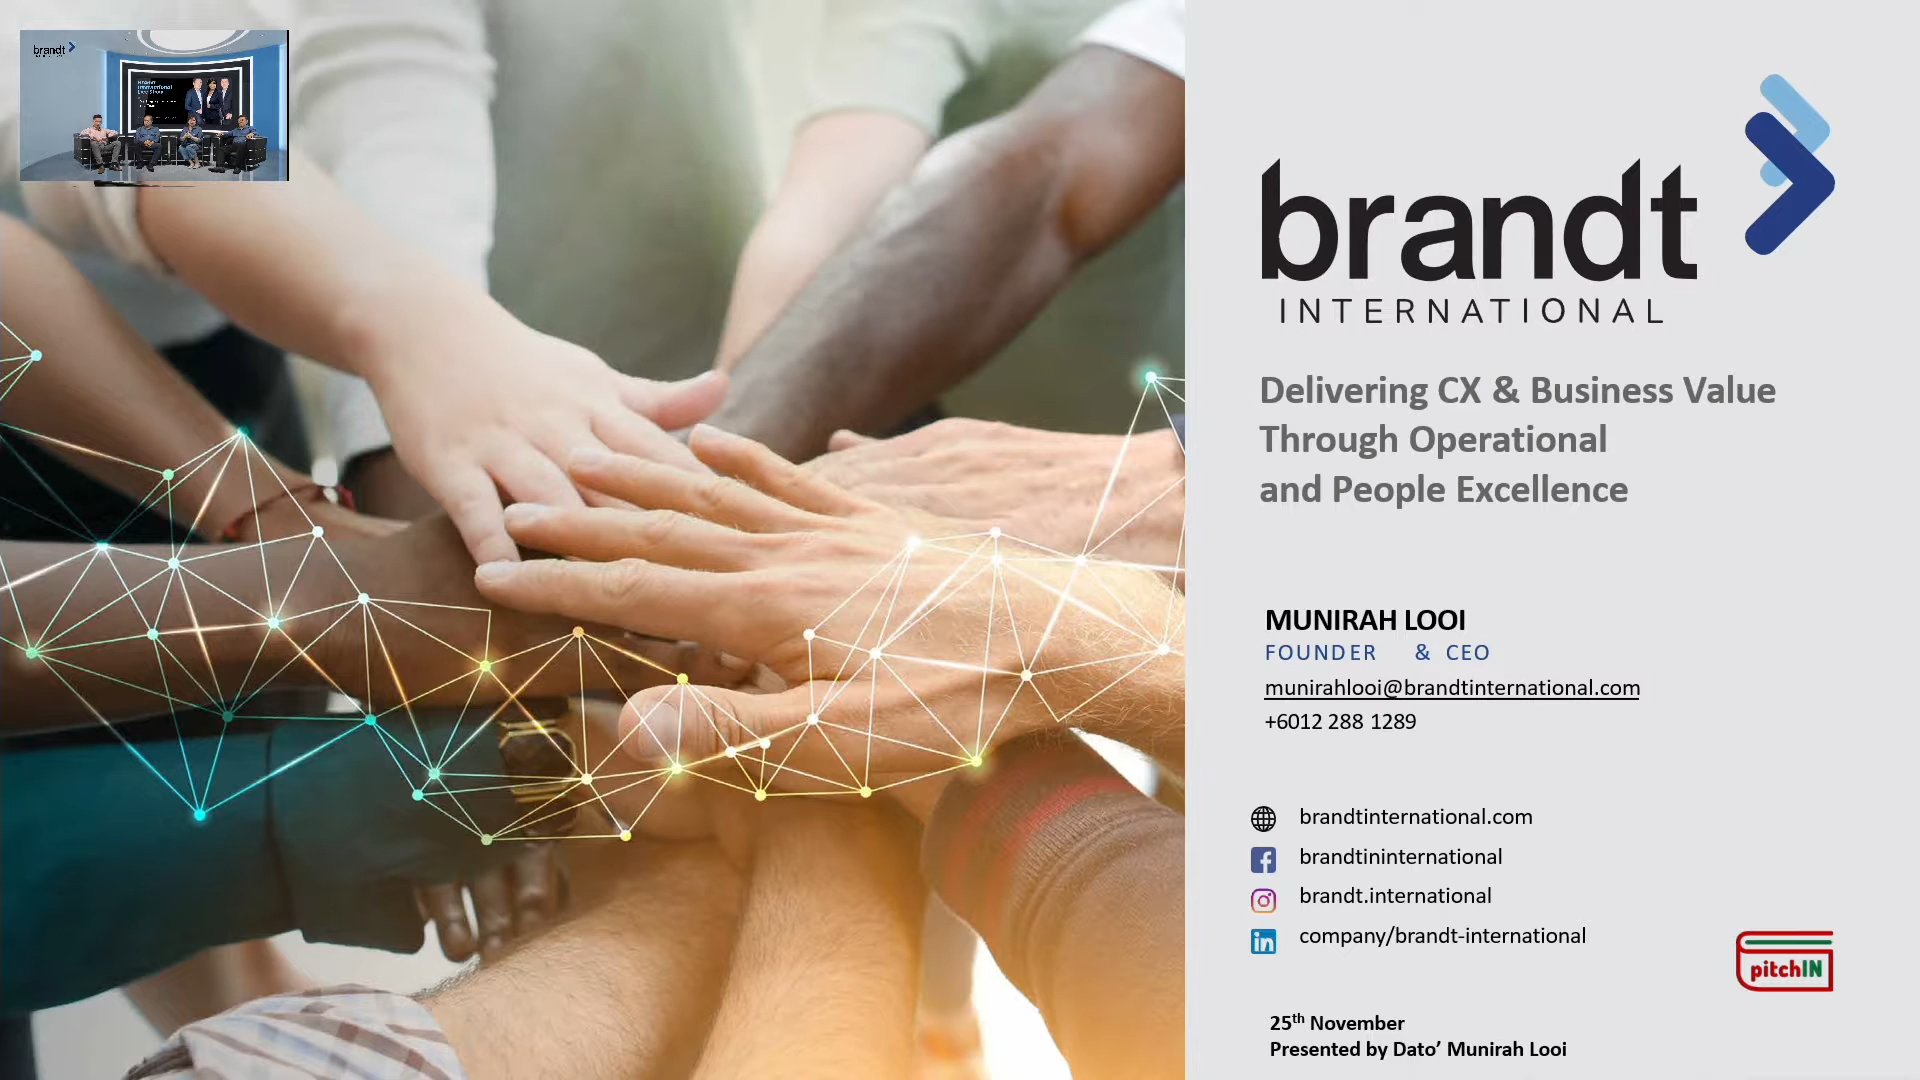 brandt
brandt
INTERNATIONAL
Delivering CX & Business Value
Through Operational
and People Excellence
MUNIRAH LOOI
FOUNDER & CEO
munirahlooi@brandtinternational.com
+6012 288 1289
brandtinternational.com
brandtininternational
brandt.international
company/brandt-international
pitchIN
25th November
Presented by Dato’ Munirah Looi